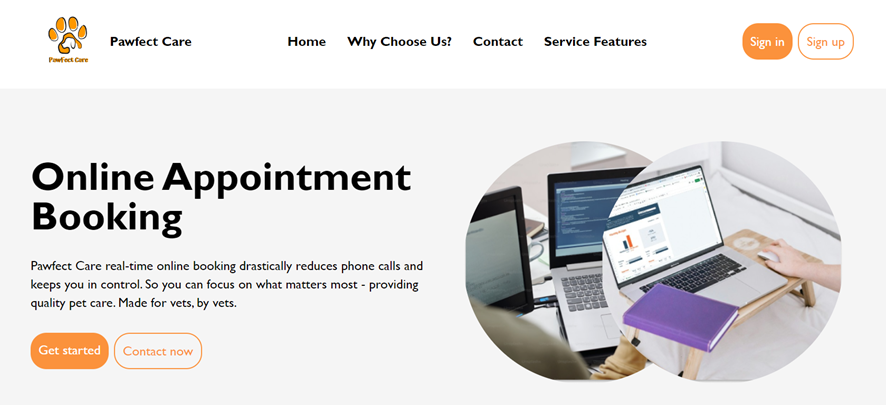 PawFect Care
Pawfect Care
Home
Why Choose Us?
Contact
Service Features
Sign in
Sign up
Online Appointment
Booking
Pawfect Care real-time online booking drastically reduces phone calls and
keeps you in control. So you can focus on what matters most - providing
quality pet care. Made for vets, by vets.
Get started
Contact now